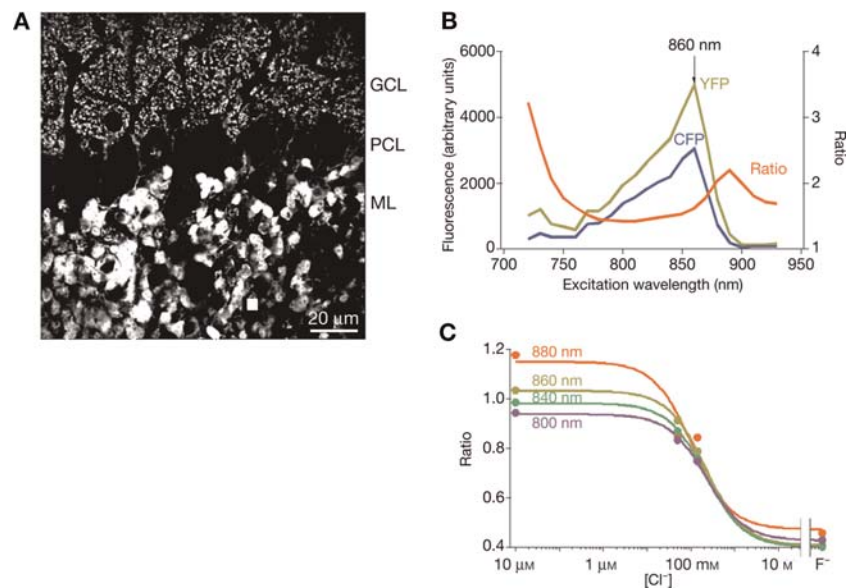 A
GCL
PCL
ML
20 μm
B
860 nm
6000
4000
2000
0
Fluorescence (arbitrary units)
YFP
CFP
Ratio
4
3
2
1
Ratio
700
750
800
850
900
950
Excitation wavelength (nm)
C
1.2
1.0
0.8
0.6
0.4
Ratio
880 nm
860 nm
840 nm
800 nm
10 μM
1 μM
100 mM
10 M
F⁻
[Cl⁻]